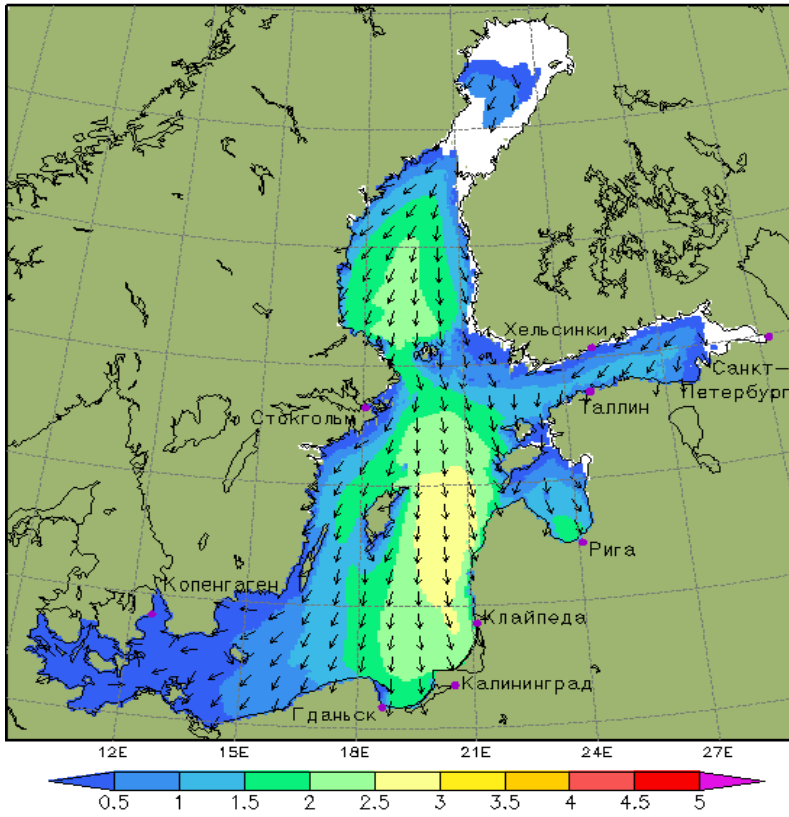 Хельсинки
Санкт-
Петербург
Стокгольм
Таллин
Рига
Копенгаген
Клайпеда
Калининград
Гданьск
12E 15E 18E 21E 24E 27E
0.5 1 1.5 2 2.5 3 3.5 4 4.5 5